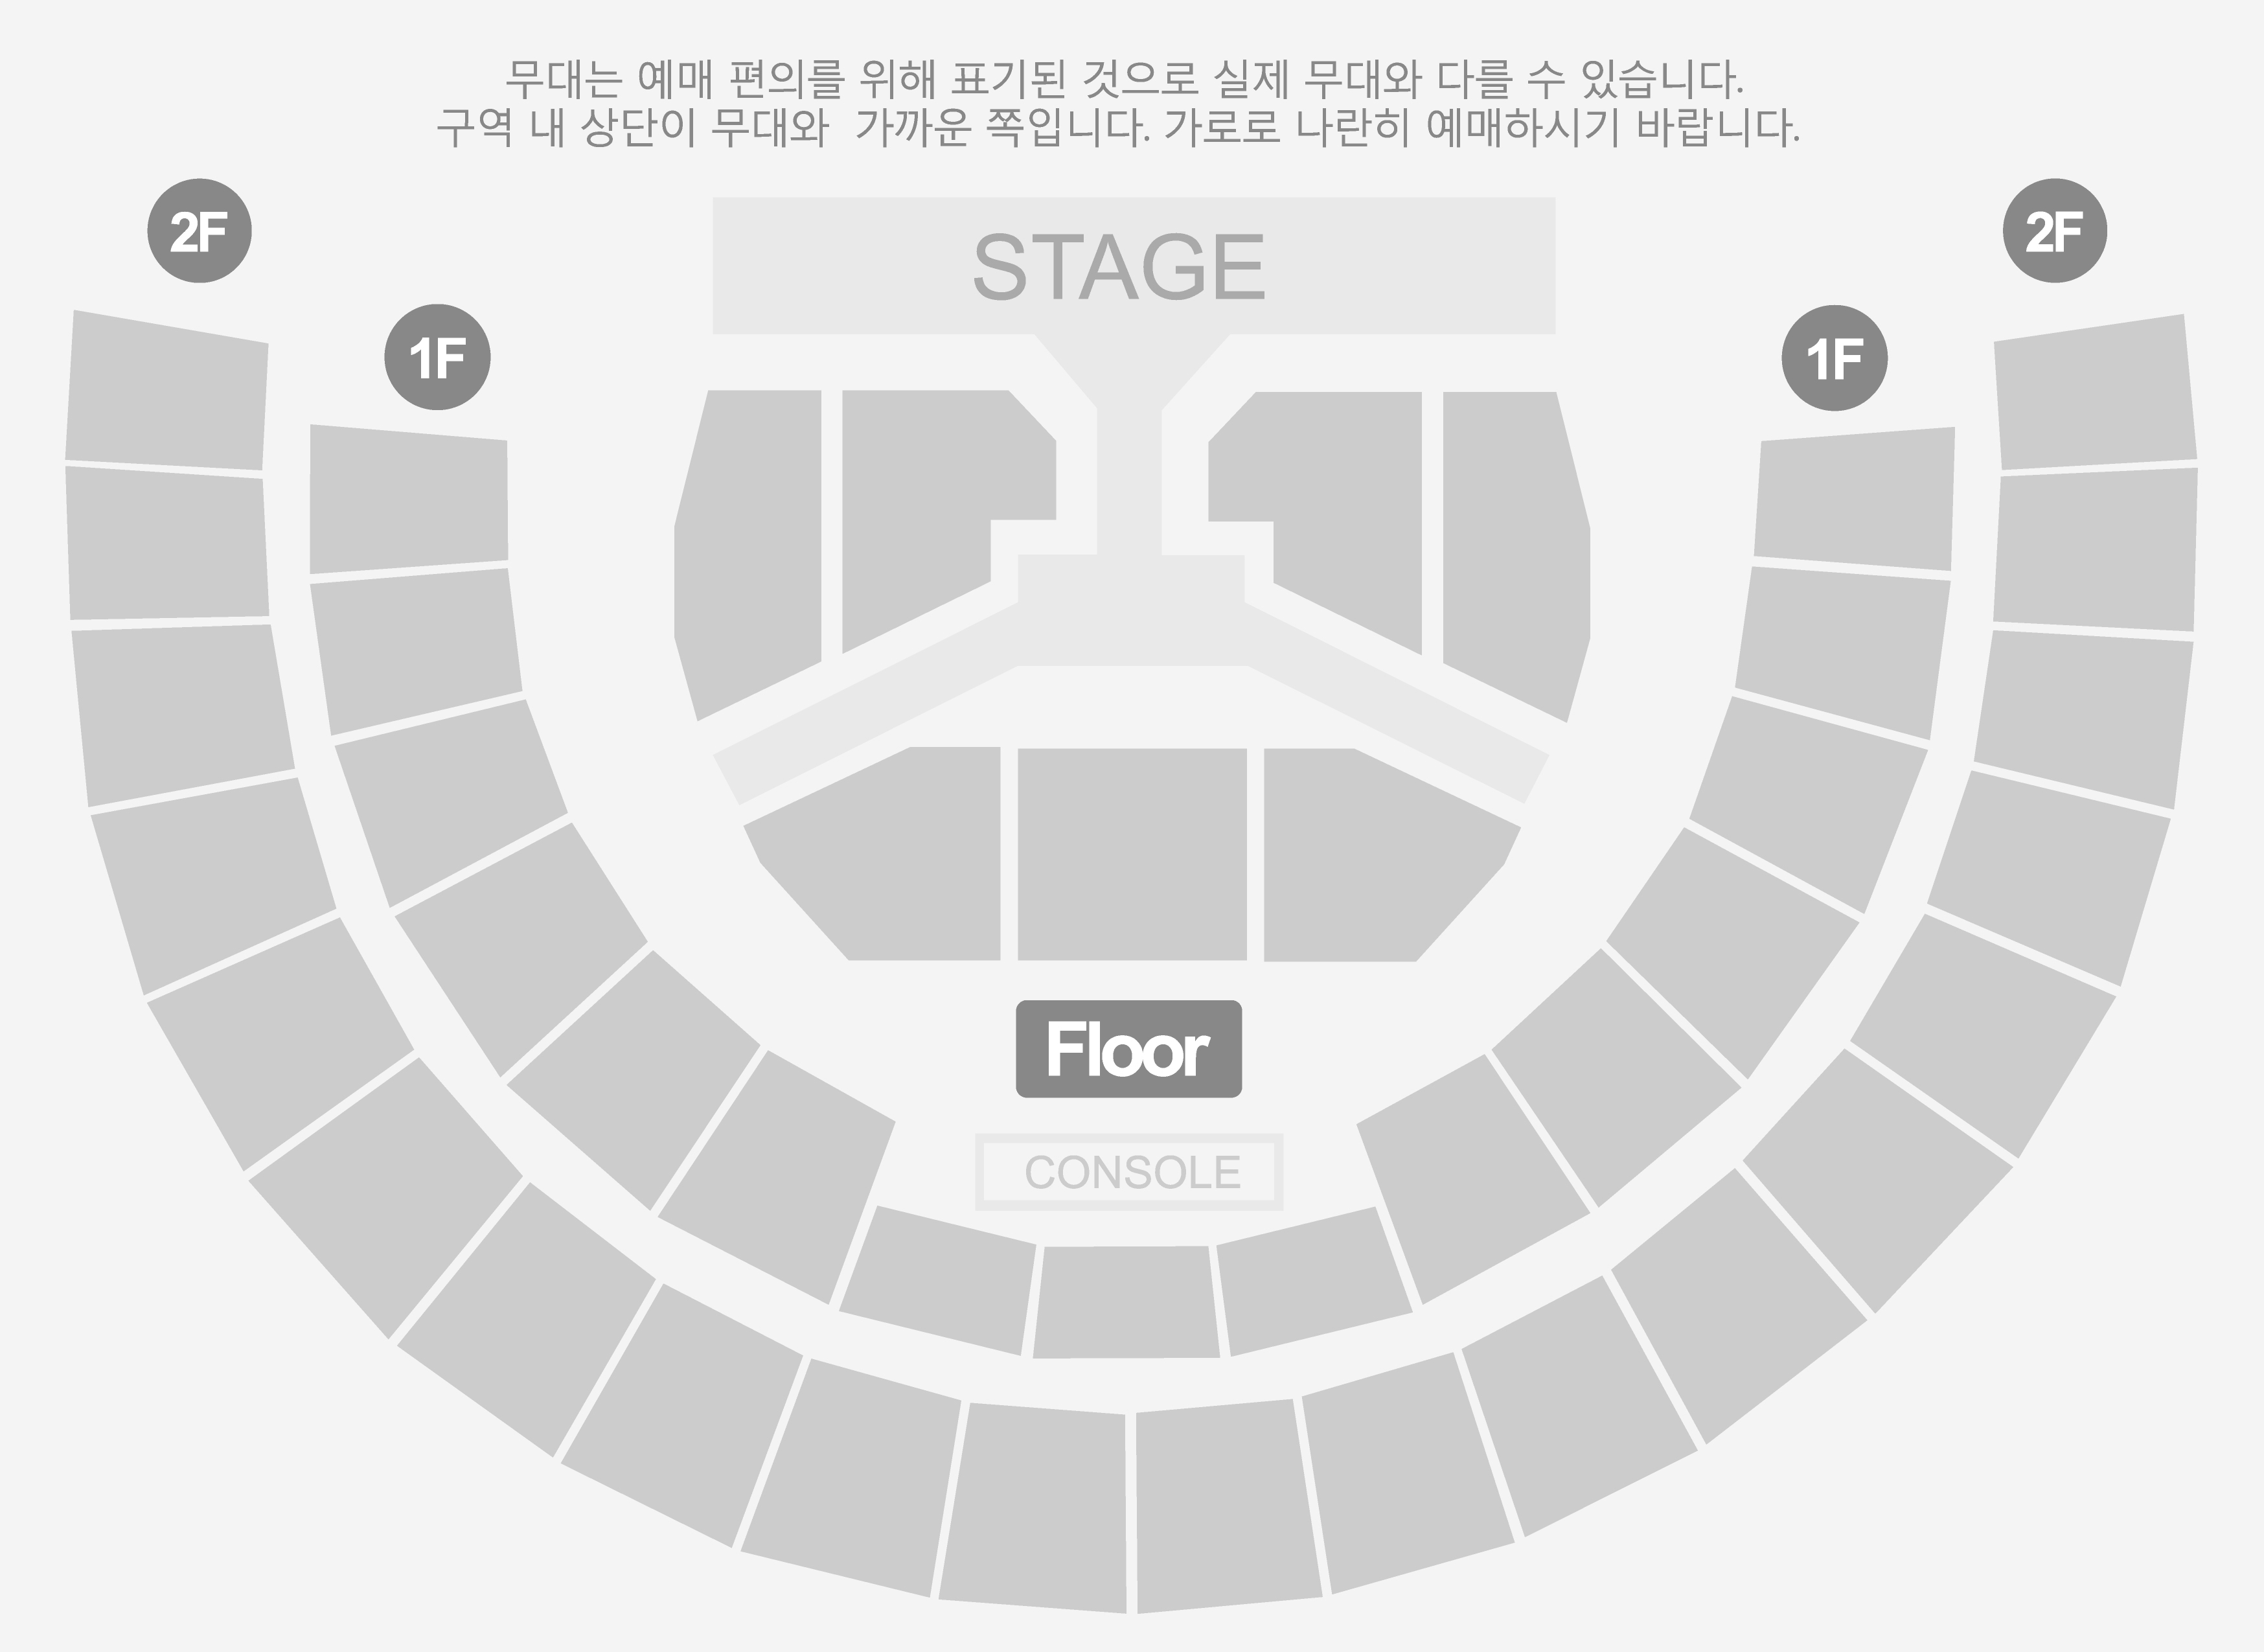 무대는 예매 편의를 위해 표기된 것으로 실제 무대와 다를 수 있습니다.
구역 내 상단이 무대와 가까운 쪽입니다. 가로로 나란히 예매하시기 바랍니다.
2F
2F
STAGE
1F
1F
Floor
CONSOLE